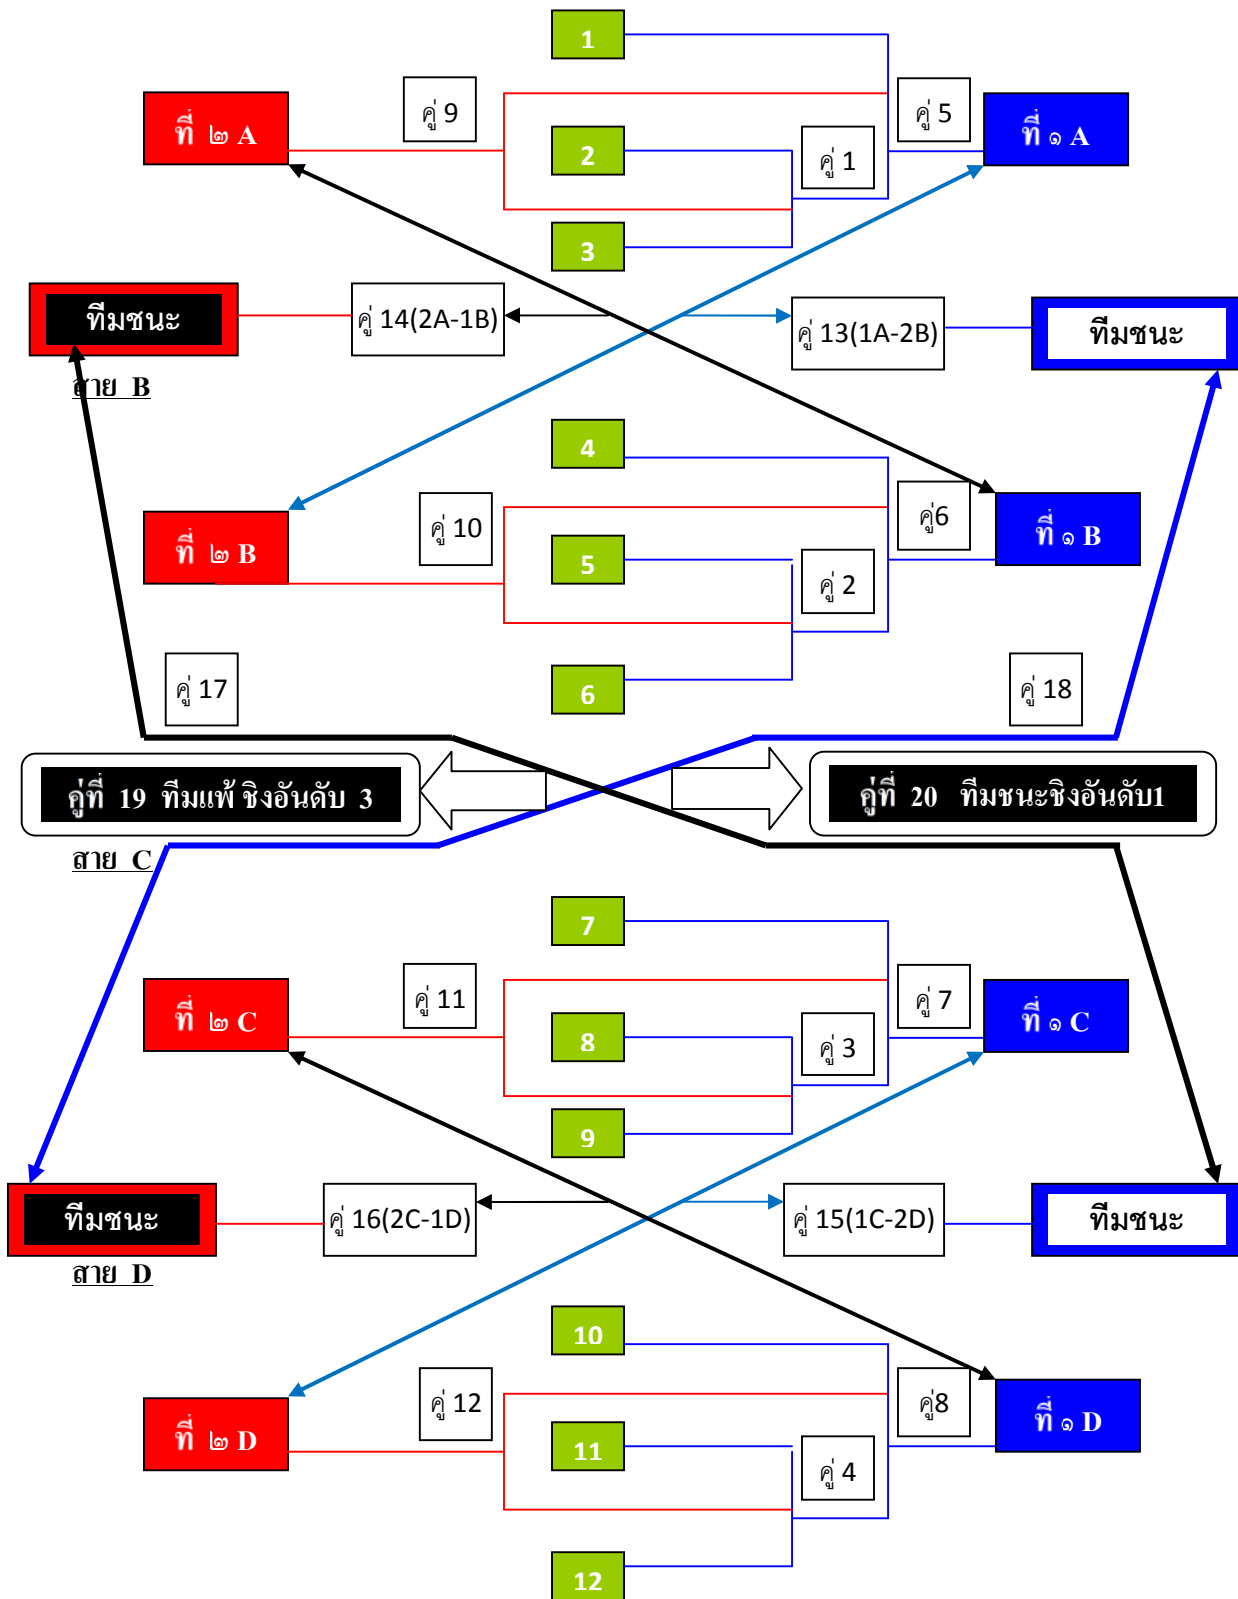 1
คู่ 9
คู่ 5
ที่ ๒ A
ที่ ๑ A
2
คู่ 1
3
ทีมชนะ
คู่ 14(2A-1B)
คู่ 13(1A-2B)
ทีมชนะ
สาย B
4
คู่ 10
คู่6
ที่ ๒ B
ที่ ๑ B
5
คู่ 2
6
คู่ 17
คู่ 18
คู่ที่ 19 ทีมแพ้ ชิงอันดับ 3
คู่ที่ 20 ทีมชนะชิงอันดับ1
สาย C
7
คู่ 11
คู่ 7
ที่ ๒ C
ที่ ๑ C
8
คู่ 3
9
ทีมชนะ
คู่ 16(2C-1D)
คู่ 15(1C-2D)
ทีมชนะ
สาย D
10
คู่ 12
คู่8
ที่ ๒ D
ที่ ๑ D
11
คู่ 4
12